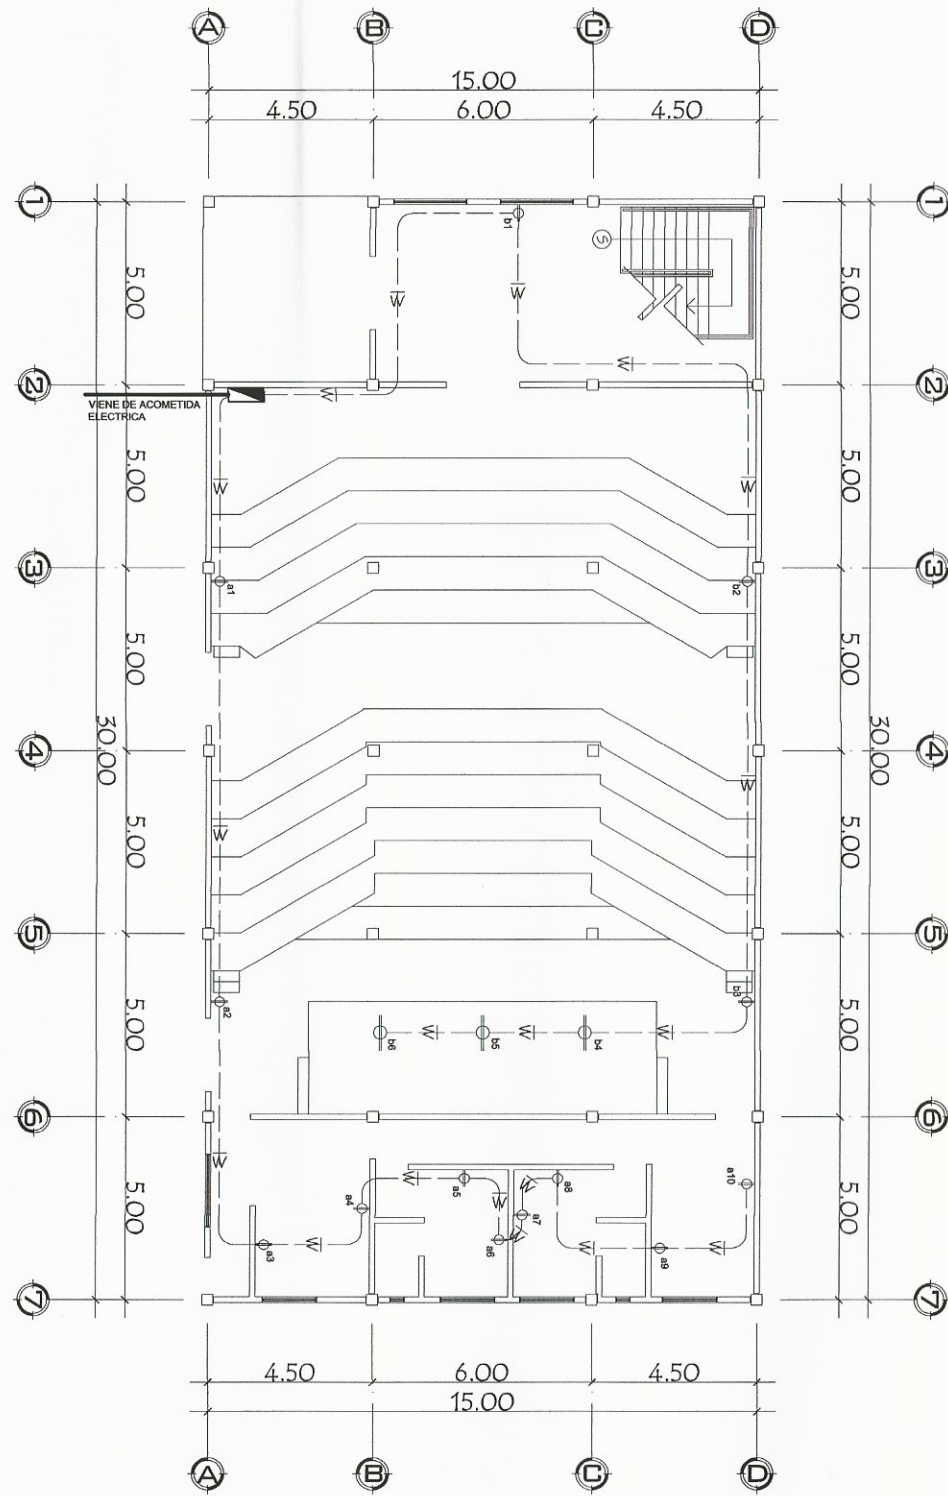 A B C D
15.00
4.50 6.00 4.50
1 1
5.00 5.00
b1
S
2 2
VIENE DE ACOMETIDA
ELECTRICA
5.00 5.00
3 3
a1 b2
5.00 5.00
30.00 30.00
4 4
5.00 5.00
5 5
a2 b3
5.00 5.00
b6 b5 b4
6 6
a10
a5 a8
a4 a7
5.00 5.00
a3 a6 a9
7 7
4.50 6.00 4.50
15.00
A B C D